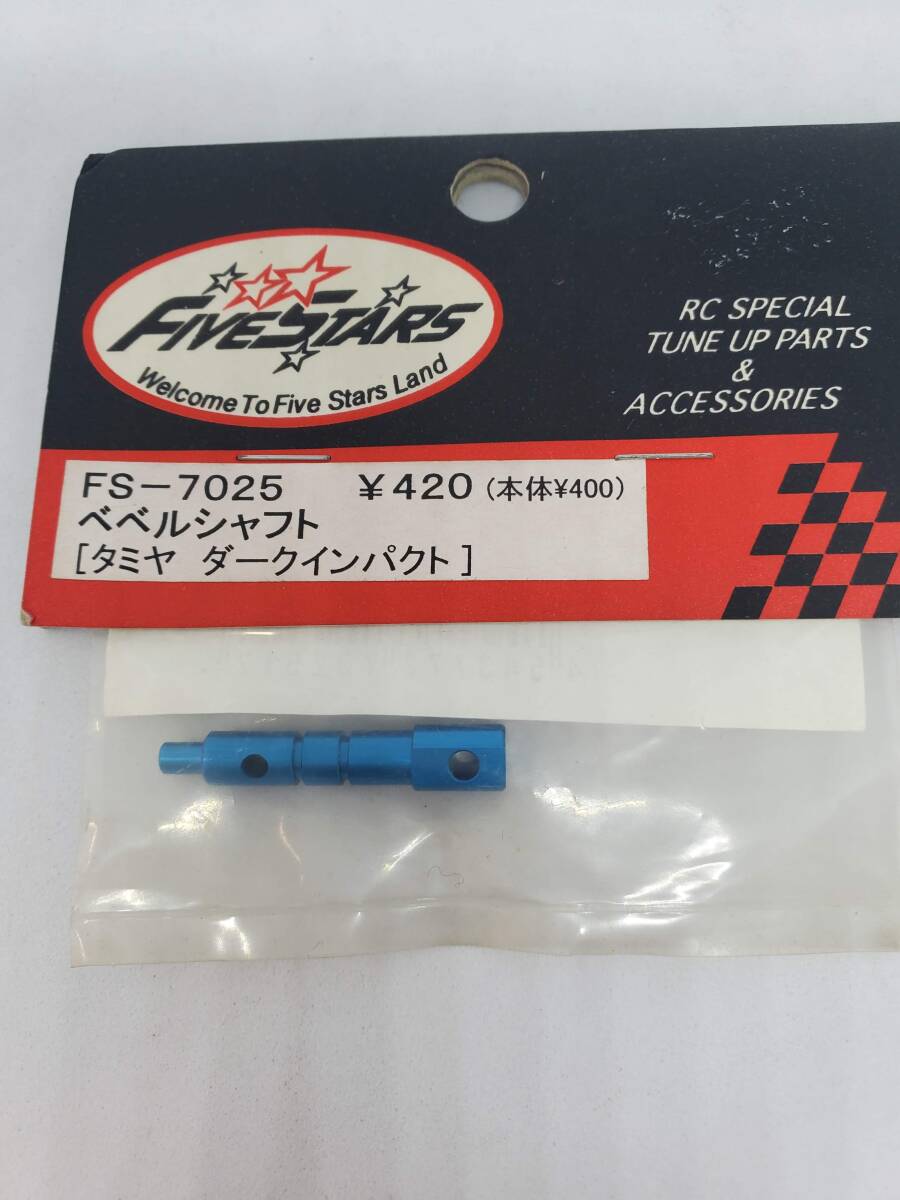 FIVESTARS
Welcome To Five Stars Land
RC SPECIAL
TUNE UP PARTS
&
ACCESSORIES
FS-7025 ¥420 (本体¥400)
ベベルシャフト
[タミヤ ダークインパクト]